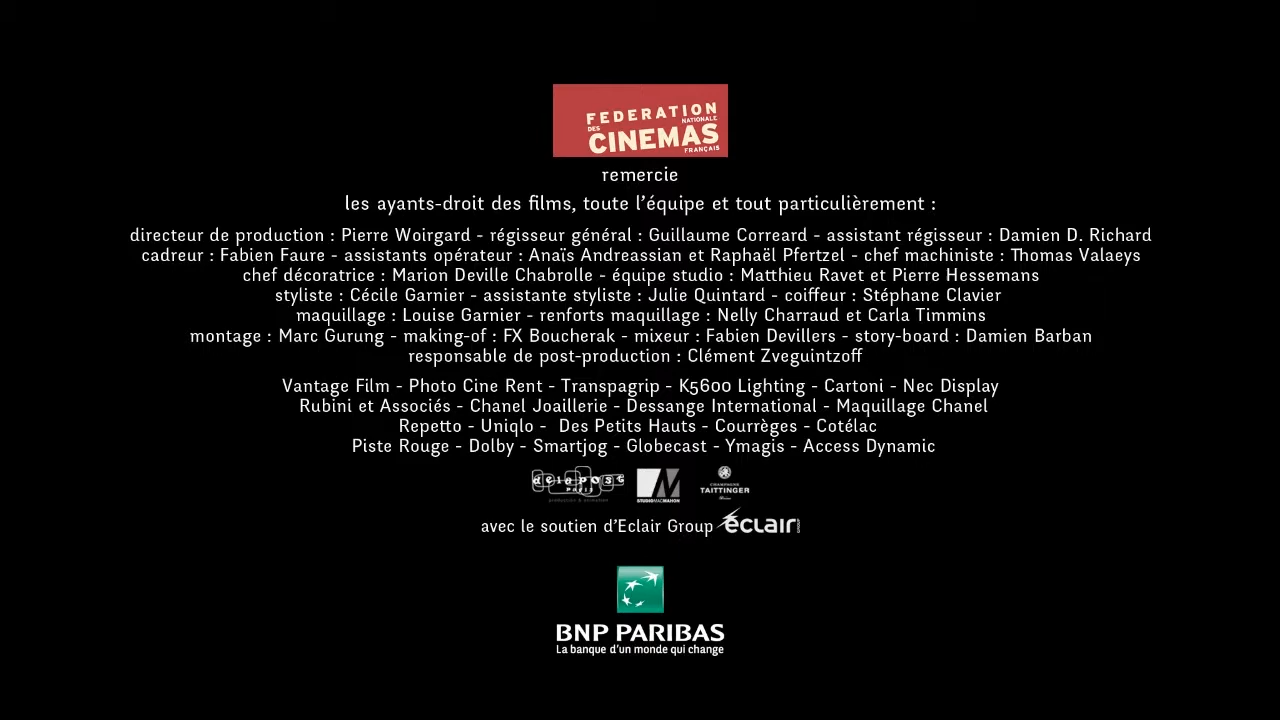 FEDERATION
NATIONALE
DES
CINEMAS
FRANÇAIS
remercie
les ayants-droit des films, toute l’équipe et tout particulièrement :
directeur de production : Pierre Woirgard - régisseur général : Guillaume Correard - assistant régisseur : Damien D. Richard
cadreur : Fabien Faure - assistants opérateur : Anaïs Andreassian et Raphaël Pfertzel - chef machiniste : Thomas Valaeys
chef décoratrice : Marion Deville Chabrolle - équipe studio : Matthieu Ravet et Pierre Hessemans
styliste : Cécile Garnier - assistante styliste : Julie Quintard - coiffeur : Stéphane Clavier
maquillage : Louise Garnier - renforts maquillage : Nelly Charraud et Carla Timmins
montage : Marc Gurung - making-of : FX Boucherak - mixeur : Fabien Devillers - story-board : Damien Barban
responsable de post-production : Clément Zveguintzoff
Vantage Film - Photo Cine Rent - Transpagrip - K5600 Lighting - Cartoni - Nec Display
Rubini et Associés - Chanel Joaillerie - Dessange International - Maquillage Chanel
Repetto - Uniqlo - Des Petits Hauts - Courrèges - Cotélac
Piste Rouge - Dolby - Smartjog - Globecast - Ymagis - Access Dynamic
PARIS
STUDIOMACMAHON
CHAMPAGNE
TAITTINGER
Reims
avec le soutien d’Eclair Group éclair
BNP PARIBAS
La banque d’un monde qui change